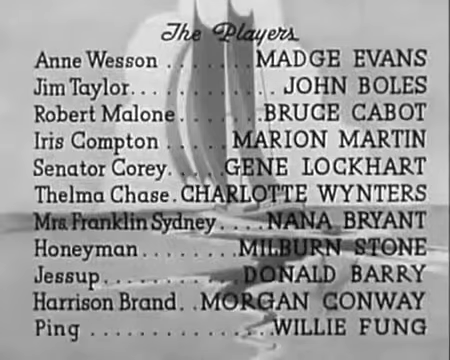 The Players
Anne Wesson . . . . . . . MADGE EVANS
Jim Taylor. . . . . . . . . . . . JOHN BOLES
Robert Malone . . . . . . . BRUCE CABOT
Iris Compton . . . . . MARION MARTIN
Senator Corey. . . . . GENE LOCKHART
Thelma Chase . CHARLOTTE WYNTERS
Mrs. Franklin Sydney . . . . NANA BRYANT
Honeyman . . . . . . . . MILBURN STONE
Jessup . . . . . . . . . . . DONALD BARRY
Harrison Brand . . MORGAN CONWAY
Ping . . . . . . . . . . . . . . WILLIE FUNG